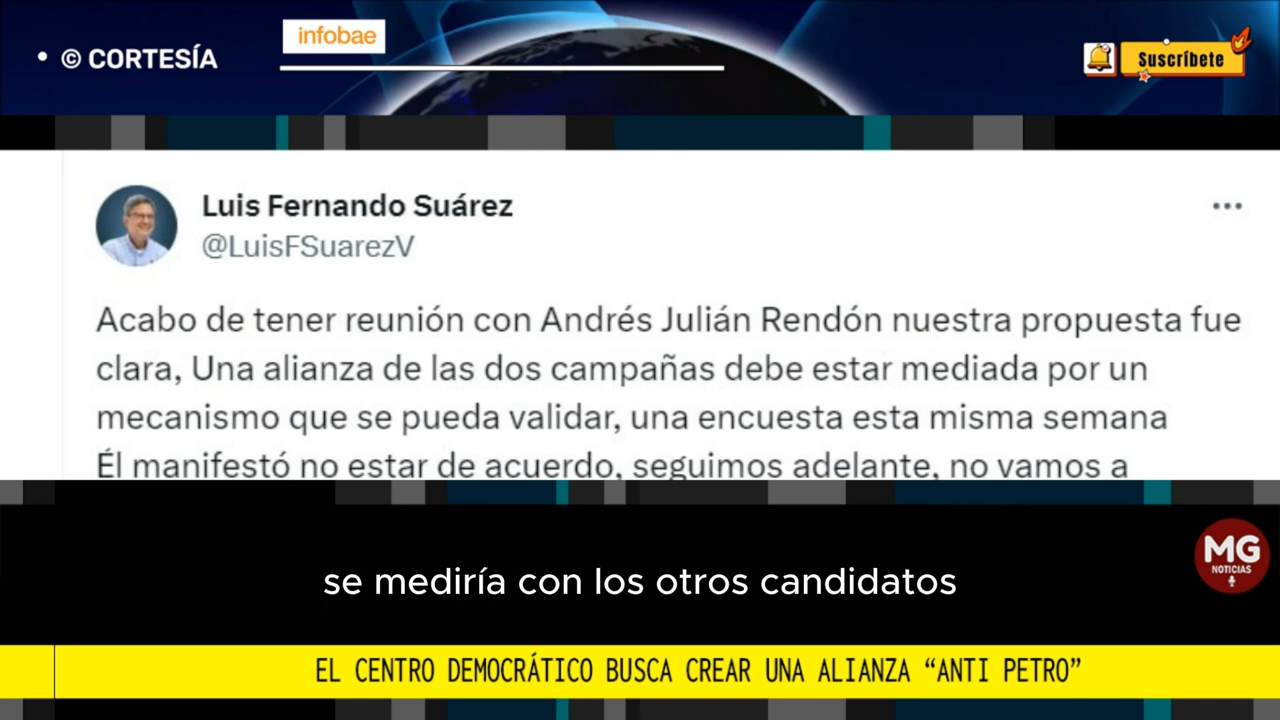 • © CORTESÍA
infobae
Suscríbete
Luis Fernando Suárez
@LuisFSuarezV
Acabo de tener reunión con Andrés Julián Rendón nuestra propuesta fue
clara, Una alianza de las dos campañas debe estar mediada por un
mecanismo que se pueda validar, una encuesta esta misma semana
Él manifestó no estar de acuerdo, seguimos adelante, no vamos a
MG
NOTICIAS
se mediría con los otros candidatos
EL CENTRO DEMOCRÁTICO BUSCA CREAR UNA ALIANZA “ANTI PETRO”